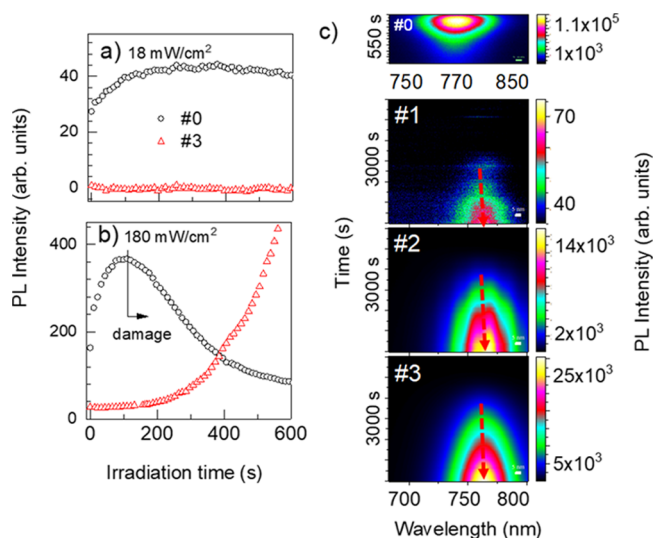 a) 18 mW/cm²
40
20
0
#0
#3
b) 180 mW/cm²
400
200
0
damage
0 200 400 600
Irradiation time (s)
PL Intensity (arb. units)
c)
#0
550 s
750 770 850
1.1x10⁵
1x10³
#1
3000 s
70
40
#2
3000 s
14x10³
2x10³
#3
3000 s
25x10³
5x10³
700 750 800
Wavelength (nm)
Time (s)
PL Intensity (arb. units)